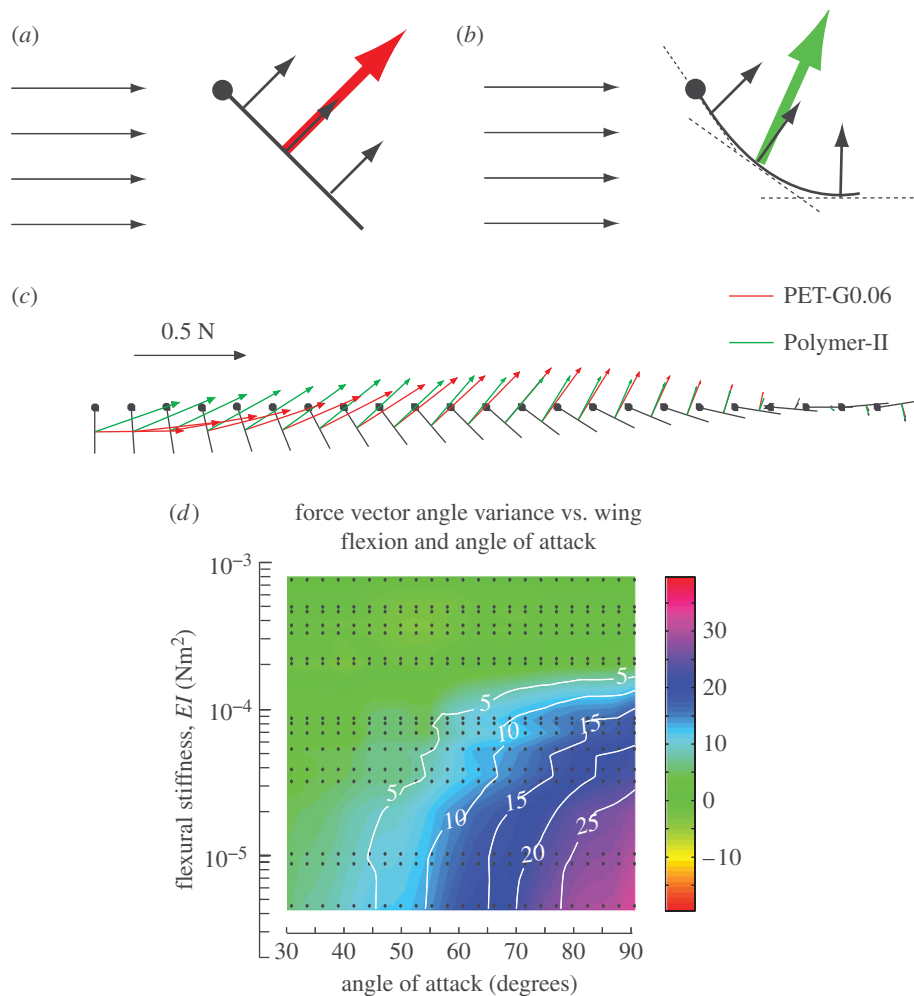 (a)
(b)
(c)
0.5 N
PET-G0.06
Polymer-II
(d)
force vector angle variance vs. wing
flexion and angle of attack
flexural stiffness, EI (Nm²)
10⁻³
10⁻⁴
10⁻⁵
5
5
10
15
5
10
15
20
25
30
20
10
0
−10
30 40 50 60 70 80 90
angle of attack (degrees)